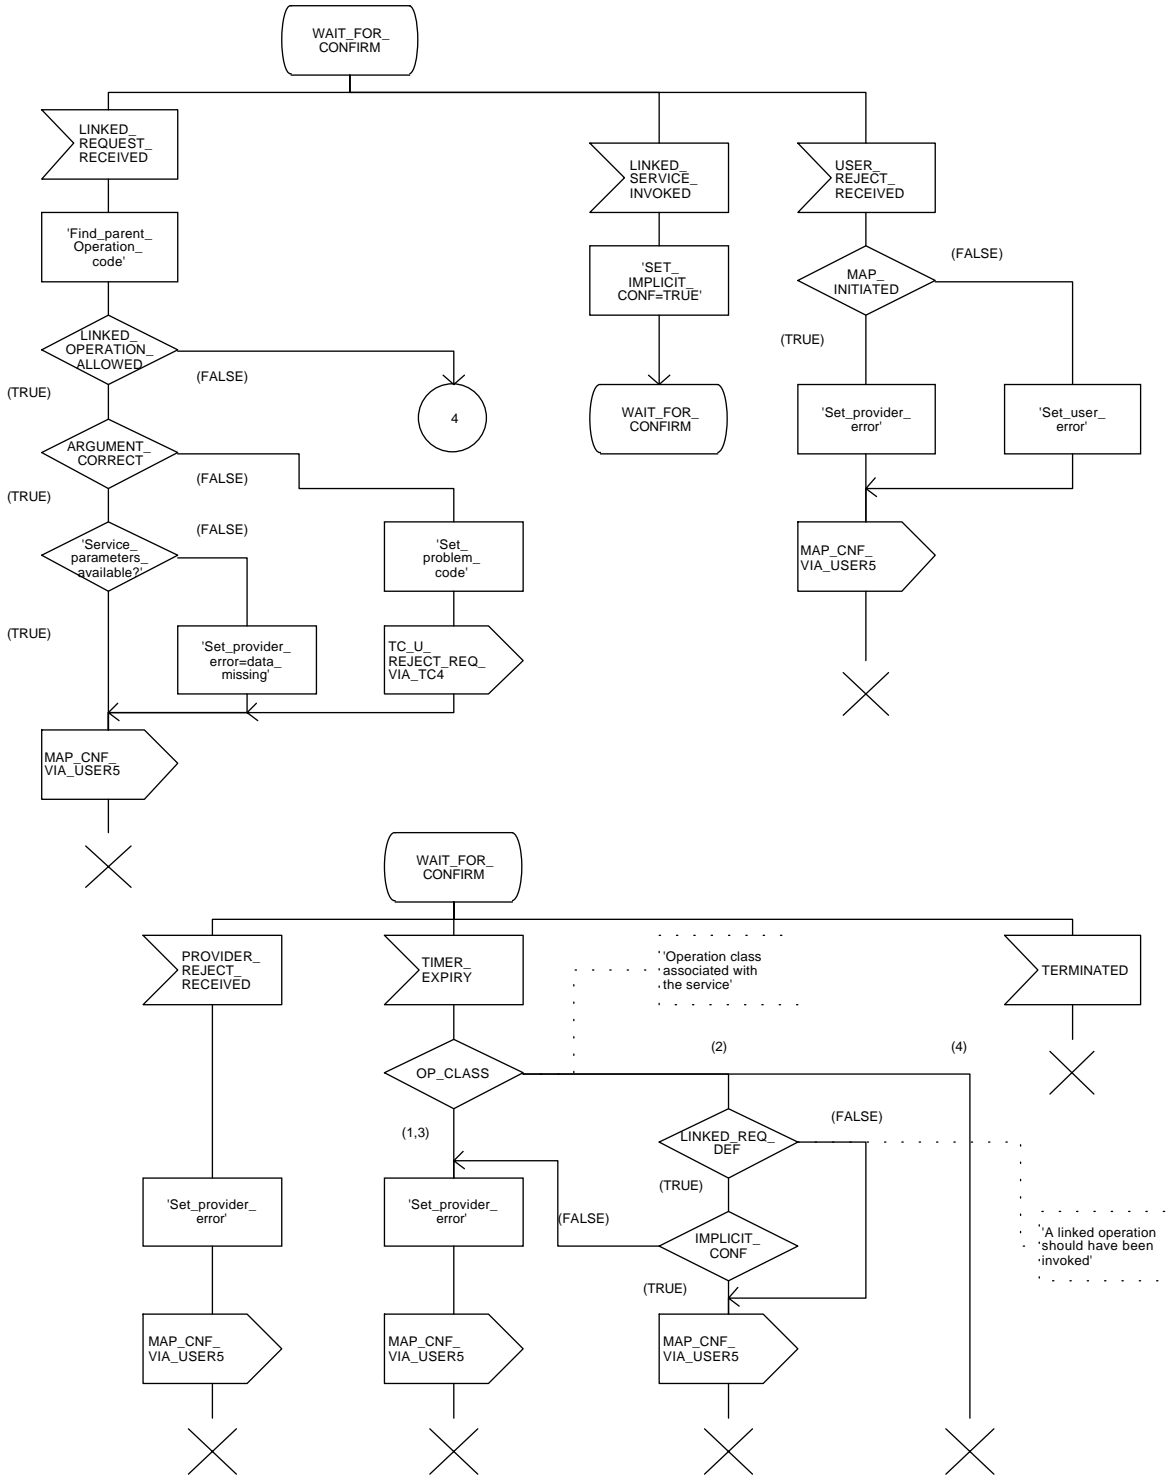 WAIT_FOR_
CONFIRM
LINKED_
REQUEST_
RECEIVED
LINKED_
SERVICE_
INVOKED
USER_
REJECT_
RECEIVED
'Find_parent_
Operation_
code'
'SET_
IMPLICIT_
CONF=TRUE'
MAP_
INITIATED
(FALSE)
(TRUE)
LINKED_
OPERATION_
ALLOWED
(FALSE)
(TRUE)
4
WAIT_FOR_
CONFIRM
'Set_provider_
error'
'Set_user_
error'
ARGUMENT_
CORRECT
(FALSE)
(TRUE)
'Service_
parameters_
available?'
(FALSE)
(TRUE)
'Set_
problem_
code'
MAP_CNF_
VIA_USER5
'Set_provider_
error=data_
missing'
TC_U_
REJECT_REQ_
VIA_TC4
MAP_CNF_
VIA_USER5
WAIT_FOR_
CONFIRM
PROVIDER_
REJECT_
RECEIVED
TIMER_
EXPIRY
'Operation class
associated with
the service'
TERMINATED
OP_CLASS
(2)
(4)
(1,3)
LINKED_REQ_
DEF
(FALSE)
(TRUE)
'Set_provider_
error'
'Set_provider_
error'
(FALSE)
IMPLICIT_
CONF
(TRUE)
'A linked operation
should have been
invoked'
MAP_CNF_
VIA_USER5
MAP_CNF_
VIA_USER5
MAP_CNF_
VIA_USER5